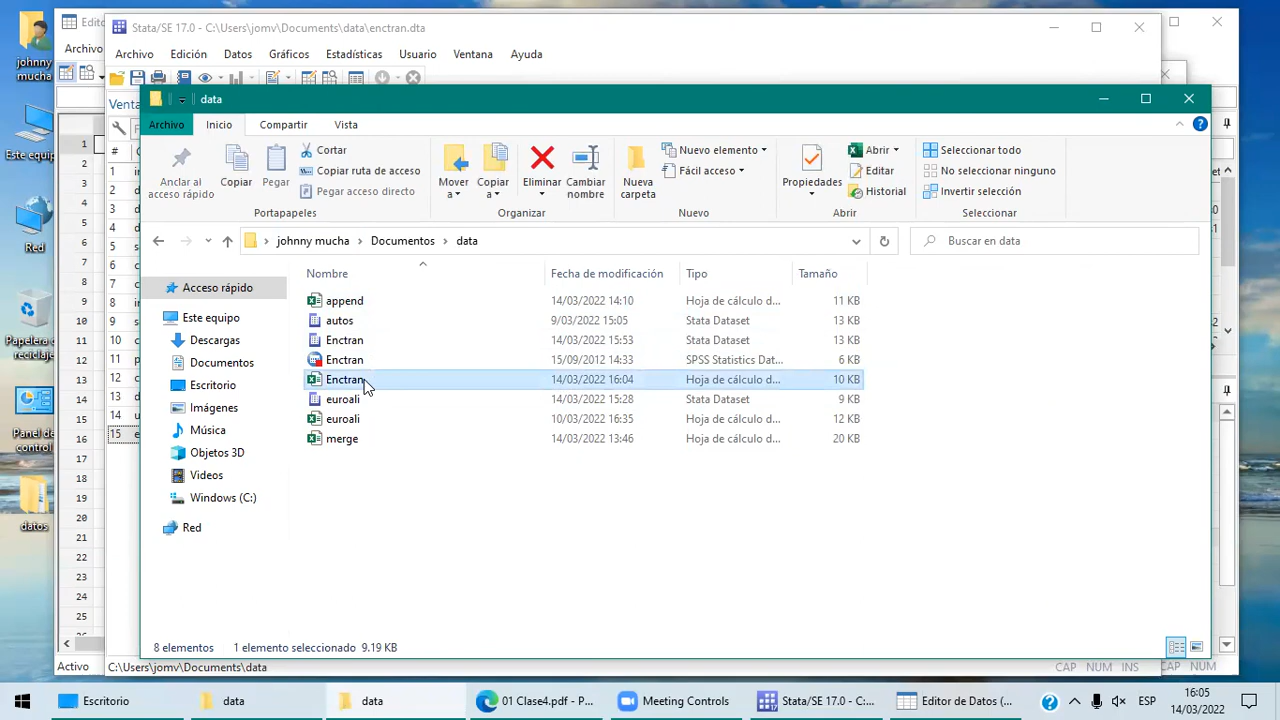 Edito
Stata/SE 17.0 - C:\Users\jomv\Documents\data\enctran.dta
Archivo Edición Datos Gráficos Estadísticas Usuario Ventana Ayuda
Archi
johnny
mucha
data
Archivo Inicio Compartir Vista
Cortar
Copiar ruta de acceso
Pegar acceso directo
Anclar al
acceso rápido
Copiar
Pegar
Mover
a
Copiar
a
Eliminar
Cambiar
nombre
Nueva
carpeta
Nuevo elemento
Fácil acceso
Propiedades
Abrir
Editar
Historial
Seleccionar todo
No seleccionar ninguno
Invertir selección
Portapapeles Organizar Nuevo Abrir Seleccionar
johnny mucha > Documentos > data
Buscar en data
Este equipo
Red
Papelera d
reciclaje
Panel de
control
datos
Acceso rápido
Este equipo
Descargas
Documentos
Escritorio
Imágenes
Música
Objetos 3D
Videos
Windows (C:)
Red
Nombre Fecha de modificación Tipo Tamaño
append 14/03/2022 14:10 Hoja de cálculo d... 11 KB
autos 9/03/2022 15:05 Stata Dataset 13 KB
Enctran 14/03/2022 15:53 Stata Dataset 13 KB
Enctran 15/09/2012 14:33 SPSS Statistics Dat... 6 KB
Enctran 14/03/2022 16:04 Hoja de cálculo d... 10 KB
euroali 14/03/2022 15:28 Stata Dataset 9 KB
euroali 10/03/2022 16:35 Hoja de cálculo d... 12 KB
merge 14/03/2022 13:46 Hoja de cálculo d... 20 KB
8 elementos 1 elemento seleccionado 9.19 KB
Activo C:\Users\jomv\Documents\data CAP NUM INS CAP NUM
Escritorio data data 01 Clase4.pdf - P... Meeting Controls Stata/SE 17.0 - C:... Editor de Datos (... ESP
16:05
14/03/2022